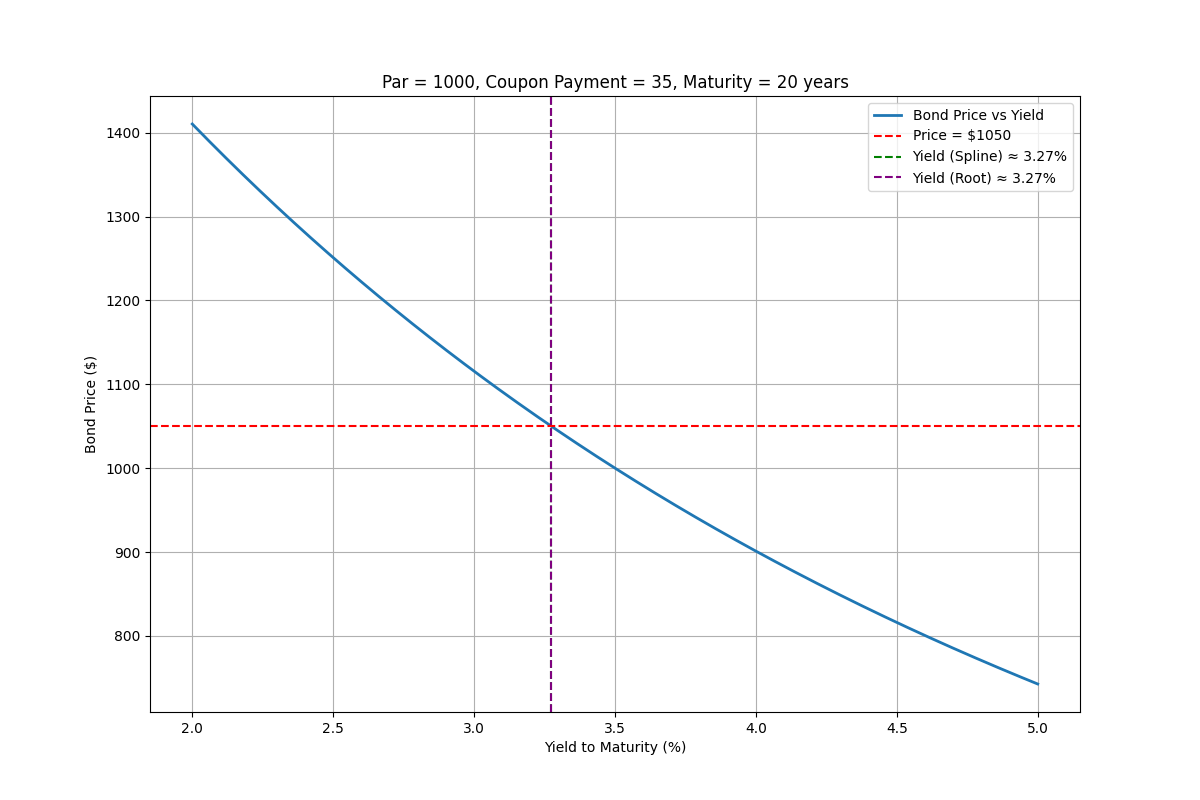 Par = 1000, Coupon Payment = 35, Maturity = 20 years
Bond Price vs Yield
Price = $1050
Yield (Spline) ≈ 3.27%
Yield (Root) ≈ 3.27%
Bond Price ($)
1400
1300
1200
1100
1000
900
800
2.0 2.5 3.0 3.5 4.0 4.5 5.0
Yield to Maturity (%)